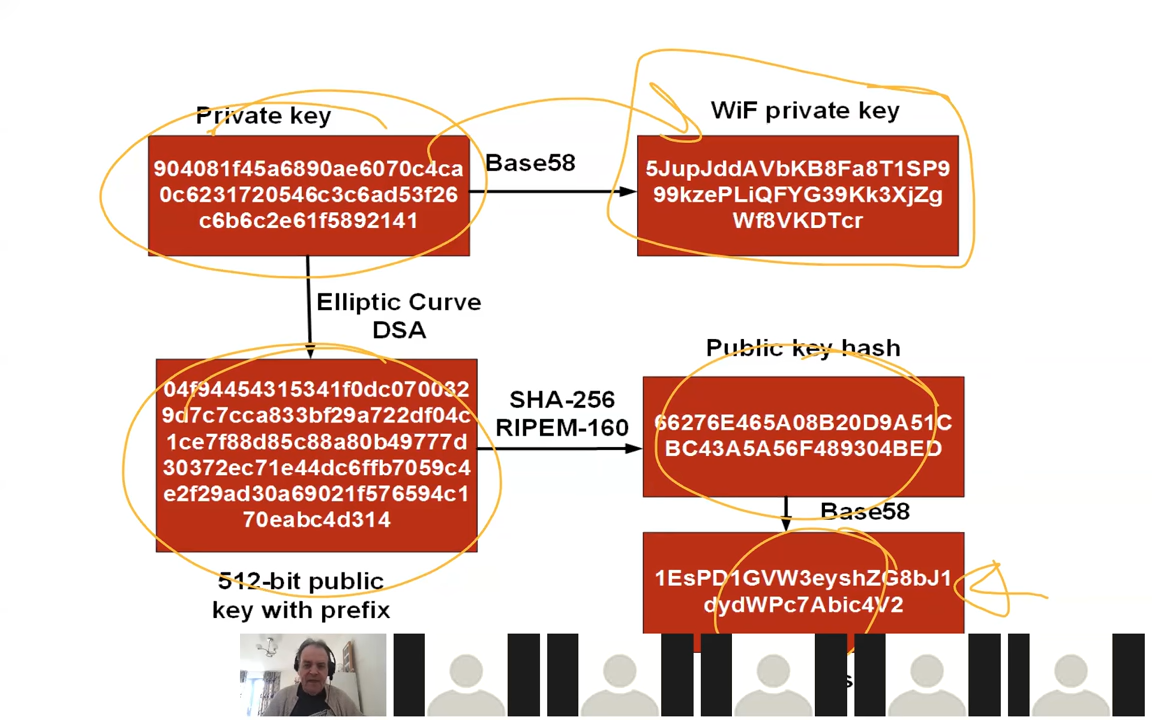 Private key
904081f45a6890ae6070c4ca
0c6231720546c3c6ad53f26
c6b6c2e61f5892141
Base58
WiF private key
5JupJddAVbKB8Fa8T1SP9
99kzePLiQFYG39Kk3XjZg
Wf8VKDTcr
Elliptic Curve
DSA
04f94454315341f0dc070032
9d7c7cca833bf29a722df04c
1ce7f88d85c88a80b49777d
30372ec71e44dc6ffb7059c4
e2f29ad30a69021f576594c1
70eabc4d314
512-bit public
key with prefix
SHA-256
RIPEM-160
Public key hash
66276E465A08B20D9A51C
BC43A5A56F489304BED
Base58
1EsPD1GVW3eyshZG8bJ1
dydWPc7Abic4V2